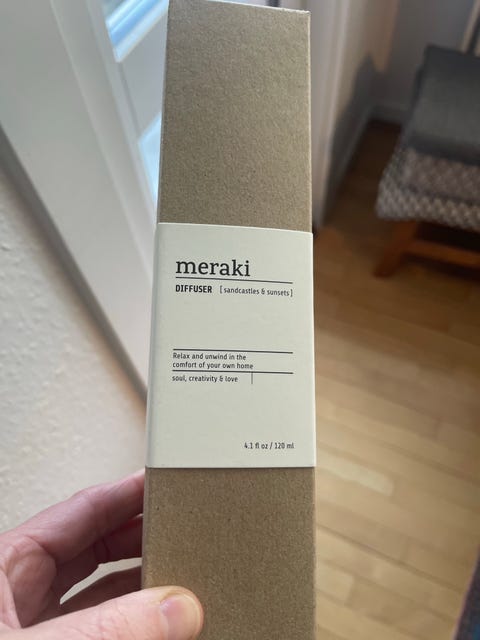 meraki
DIFFUSER [sandcastles & sunsets]
Relax and unwind in the
comfort of your own home
soul, creativity & love
4.1 fl oz / 120 ml